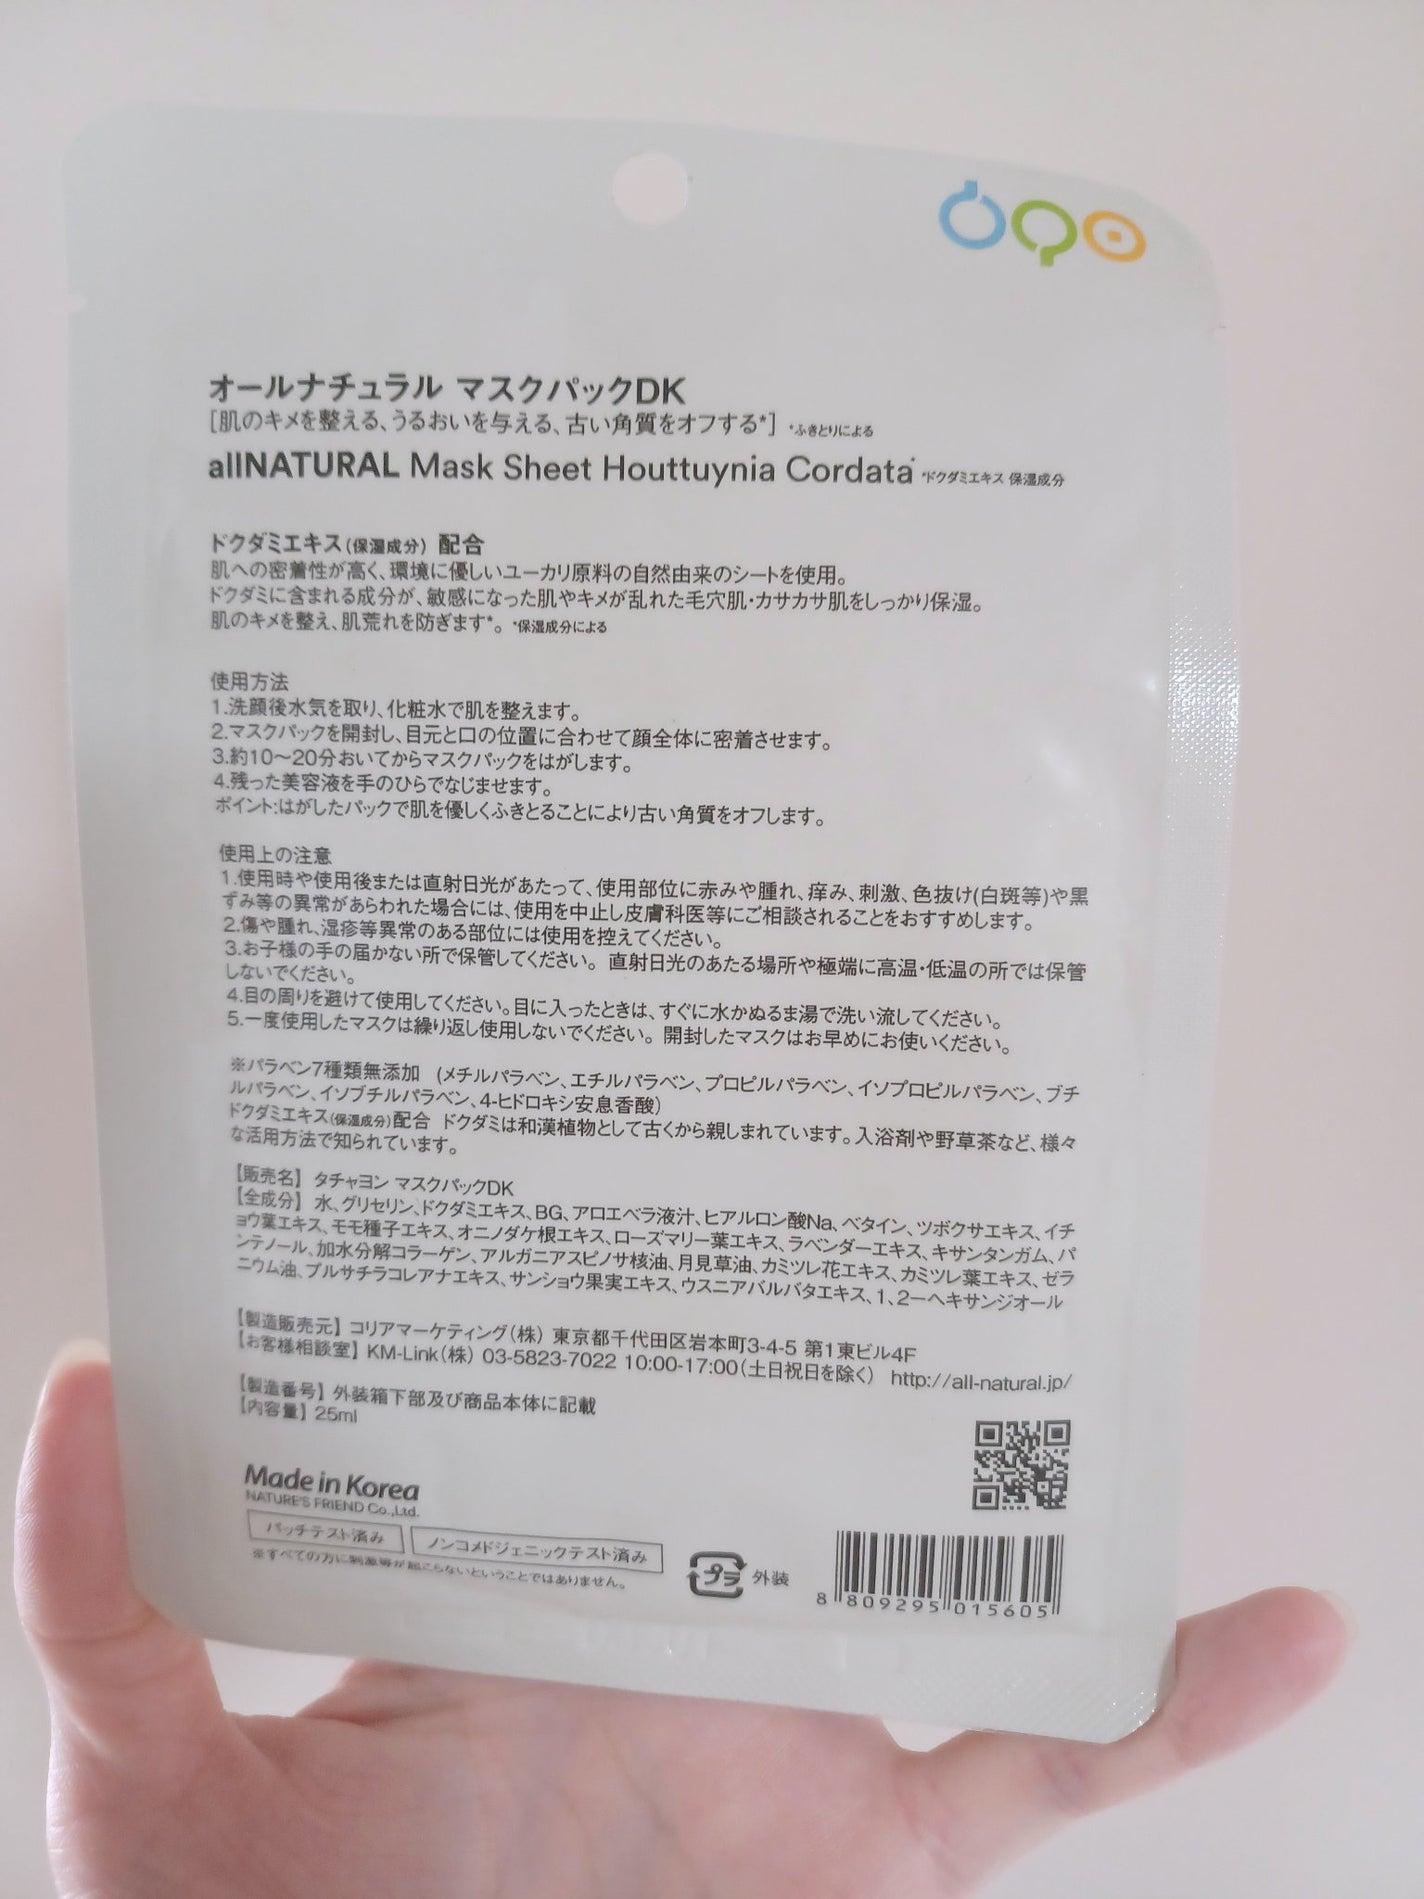 オールナチュラル マスクパックDK
[肌のキメを整える、うるおいを与える、古い角質をオフする*] *ふきとりによる
allNATURAL Mask Sheet Houttuynia Cordata* *ドクダミエキス 保湿成分
ドクダミエキス(保湿成分) 配合
肌への密着性が高く、環境に優しいユーカリ原料の自然由来のシートを使用。
ドクダミに含まれる成分が、敏感になった肌やキメが乱れた毛穴肌・カサカサ肌をしっかり保湿。
肌のキメを整え、肌荒れを防ぎます*。 *保湿成分による
使用方法
1.洗顔後水気を取り、化粧水で肌を整えます。
2.マスクパックを開封し、目元と口の位置に合わせて顔全体に密着させます。
3.約10～20分おいてからマスクパックをはがします。
4.残った美容液を手のひらでなじませます。
ポイント:はがしたパックで肌を優しくふきとることにより古い角質をオフします。
使用上の注意
1.使用時や使用後または直射日光があたって、使用部位に赤みや腫れ、痒み、刺激、色抜け(白斑等)や黒
ずみ等の異常があらわれた場合には、使用を中止し皮膚科医等にご相談されることをおすすめします。
2.傷や腫れ、湿疹等異常のある部位には使用を控えてください。
3.お子様の手の届かない所で保管してください。 直射日光のあたる場所や極端に高温・低温の所では保管
しないでください。
4.目の周りを避けて使用してください。目に入ったときは、すぐに水かぬるま湯で洗い流してください。
5.一度使用したマスクは繰り返し使用しないでください。 開封したマスクはお早めにお使いください。
※パラベン7種類無添加 (メチルパラベン、エチルパラベン、プロピルパラベン、イソプロピルパラベン、ブチ
ルパラベン、イソブチルパラベン、4-ヒドロキシ安息香酸)
ドクダミエキス(保湿成分)配合 ドクダミは和漢植物として古くから親しまれています。入浴剤や野草茶など、様々
な活用方法で知られています。
【販売名】 タチャヨン マスクパックDK
【全成分】 水、グリセリン、ドクダミエキス、BG、アロエベラ液汁、ヒアルロン酸Na、ベタイン、ツボクサエキス、イチ
ョウ葉エキス、モモ種子エキス、オニノダケ根エキス、ローズマリー葉エキス、ラベンダーエキス、キサンタンガム、パ
ンテノール、加水分解コラーゲン、アルガニアスピノサ核油、月見草油、カミツレ花エキス、カミツレ葉エキス、ゼラ
ニウム油、プルサチラコレアナエキス、サンショウ果実エキス、ウスニアバルバタエキス、1、2ーヘキサンジオール
【製造販売元】 コリアマーケティング(株) 東京都千代田区岩本町3-4-5 第1東ビル4F
【お客様相談室】 KM-Link(株) 03-5823-7022 10:00-17:00(土日祝日を除く) http://all-natural.jp/
【製造番号】 外装箱下部及び商品本体に記載
【内容量】 25ml
Made in Korea
NATURE'S FRIEND Co.,Ltd.
パッチテスト済み ノンコメドジェニックテスト済み
※すべての方に刺激等が起こらないということではありません。
プラ 外装
8 809295 015605